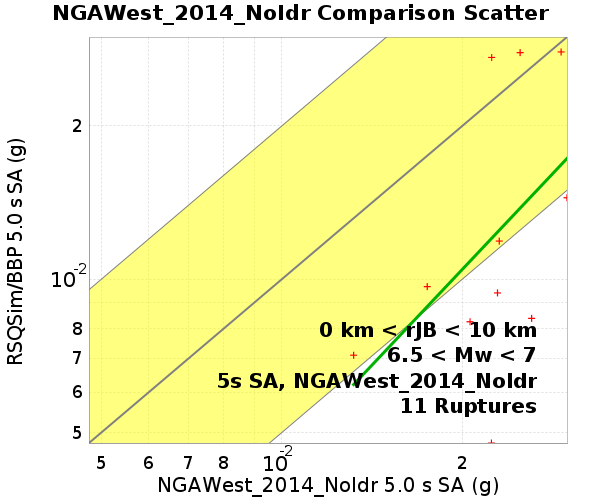 NGAWest_2014_NoIdr Comparison Scatter
RSQSim/BBP 5.0 s SA (g)
2
10-2
8
7
6
5
0 km < rJB < 10 km
6.5 < Mw < 7
5s SA, NGAWest_2014_NoIdr
11 Ruptures
5 6 7 8 10-2 2
NGAWest_2014_NoIdr 5.0 s SA (g)